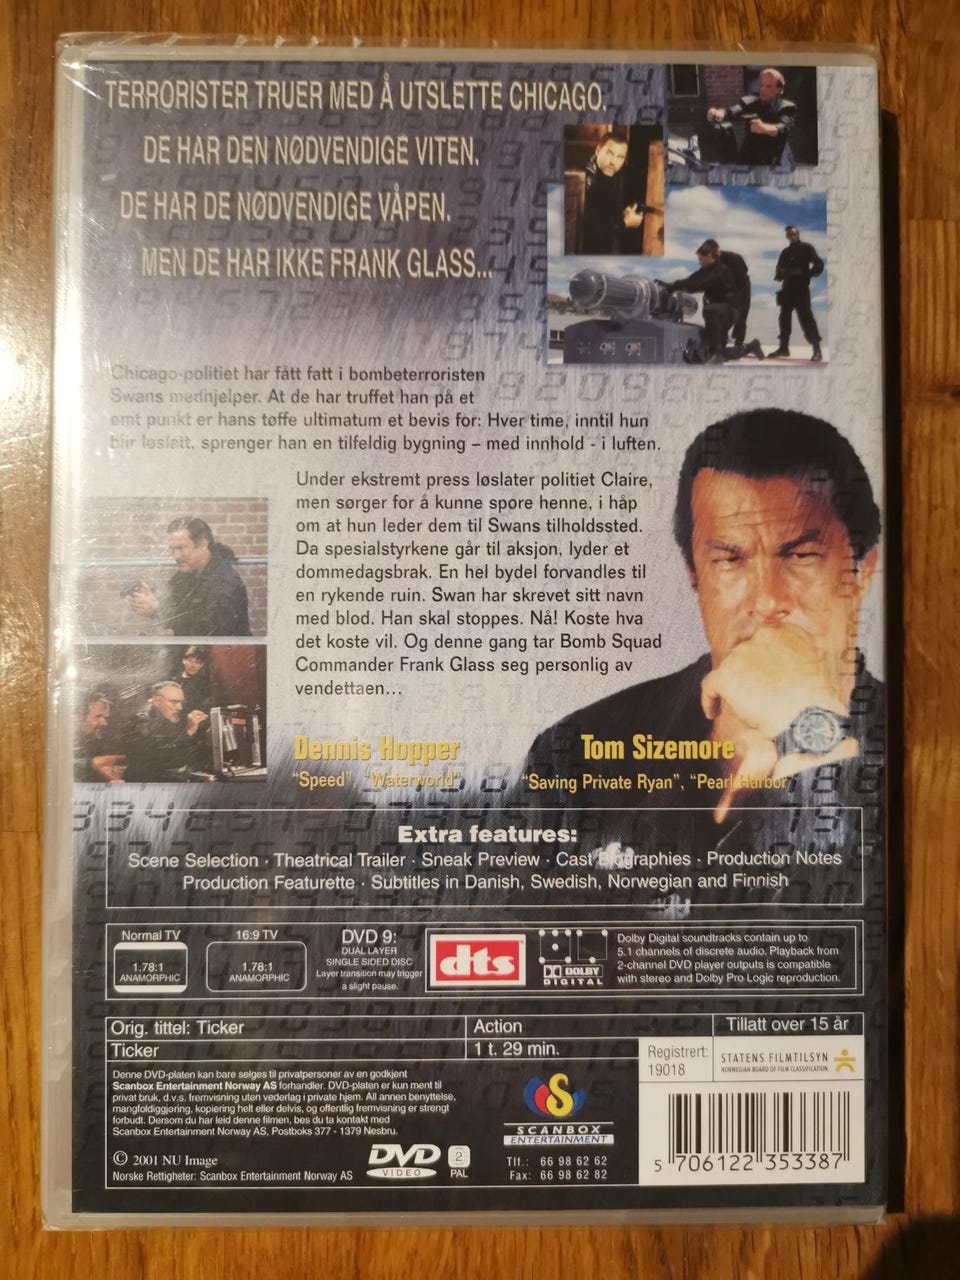 TERRORISTER TRUER MED Å UTSLETTE CHICAGO.
DE HAR DEN NØDVENDIGE VITEN.
DE HAR DE NØDVENDIGE VÅPEN.
MEN DE HAR IKKE FRANK GLASS...
Chicago-politiet har fått fatt i bombeterroristen
Swans medhjelper. At de har truffet han på et
ømt punkt er hans tøffe ultimatum et bevis for: Hver time, inntil hun
blir løslatt, sprenger han en tilfeldig bygning – med innhold - i luften.
Under ekstremt press løslater politiet Claire,
men sørger for å kunne spore henne, i håp
om at hun leder dem til Swans tilholdssted.
Da spesialstyrkene går til aksjon, lyder et
dommedagsbrak. En hel bydel forvandles til
en rykende ruin. Swan har skrevet sitt navn
med blod. Han skal stoppes. Nå! Koste hva
det koste vil. Og denne gang tar Bomb Squad
Commander Frank Glass seg personlig av
vendettaen...
Dennis Hopper
"Speed", "Waterworld"
Tom Sizemore
"Saving Private Ryan", "Pearl Harbor"
Extra features:
Scene Selection · Theatrical Trailer · Sneak Preview · Cast Biographies · Production Notes
Production Featurette · Subtitles in Danish, Swedish, Norwegian and Finnish
Normal TV
1.78:1
ANAMORPHIC
16:9 TV
1.78:1
ANAMORPHIC
DVD 9:
DUAL LAYER
SINGLE SIDED DISC
Layer transition may trigger
a slight pause.
dts
DOLBY
DIGITAL
Dolby Digital soundtracks contain up to
5.1 channels of discrete audio. Playback from
2-channel DVD player outputs is compatible
with stereo and Dolby Pro Logic reproduction.
Orig. tittel: Ticker
Action
Tillatt over 15 år
Ticker
1 t. 29 min.
Registrert:
19018
STATENS FILMTILSYN
NORWEGIAN BOARD OF FILM CLASSIFICATION
Denne DVD-platen kan bare selges til privatpersoner av en godkjent
Scanbox Entertainment Norway AS forhandler. DVD-platen er kun ment til
privat bruk, d.v.s. fremvisning uten vederlag i private hjem. All annen benyttelse,
mangfoldiggjøring, kopiering helt eller delvis, og offentlig fremvisning er strengt
forbudt. Dersom du har leid denne filmen, bes du ta kontakt med
Scanbox Entertainment Norway AS, Postboks 377 - 1379 Nesbru.
© 2001 NU Image
Norske Rettigheter: Scanbox Entertainment Norway AS
DVD
VIDEO
2
PAL
S
SCANBOX
ENTERTAINMENT
Tlf.: 66 98 62 62
Fax: 66 98 62 82
5 706122 353387